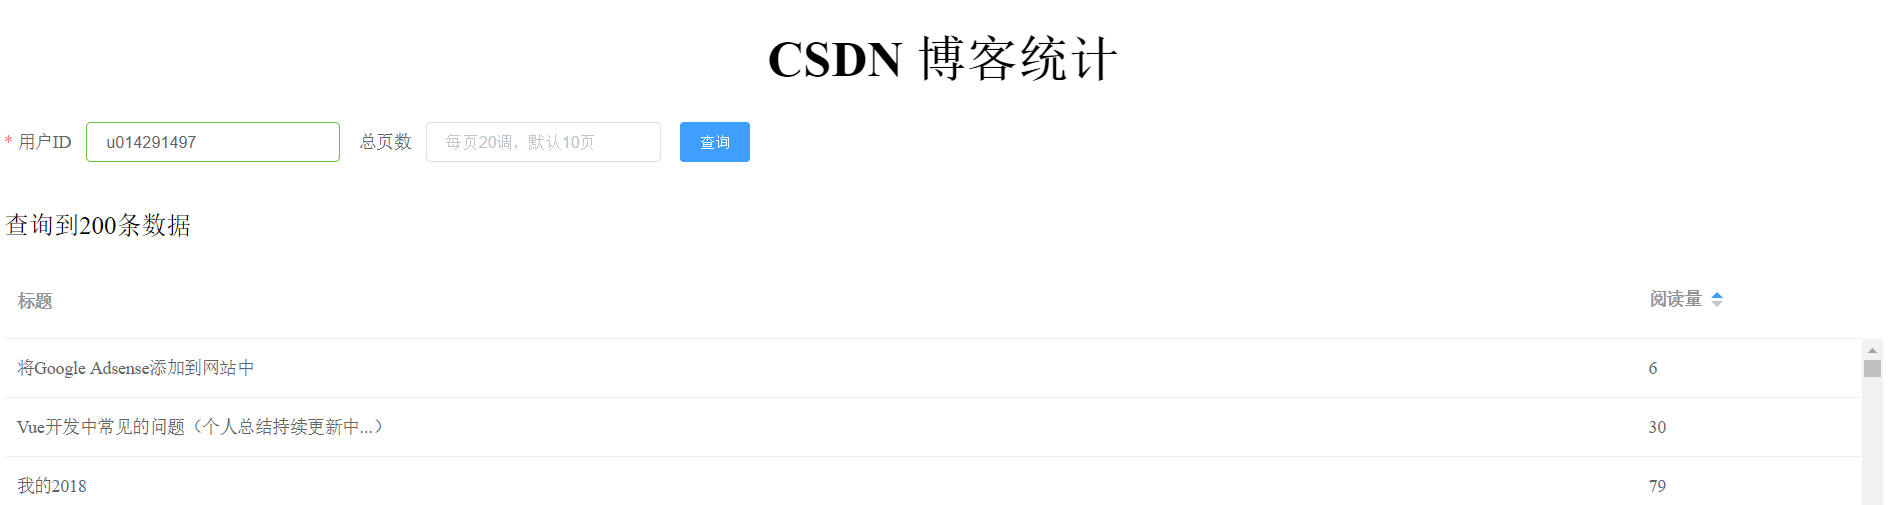 CSDN 博客统计
* 用户ID u014291497 总页数 每页20调，默认10页 查询
查询到200条数据
标题 阅读量
将Google Adsense添加到网站中 6
Vue开发中常见的问题（个人总结持续更新中...） 30
我的2018 79